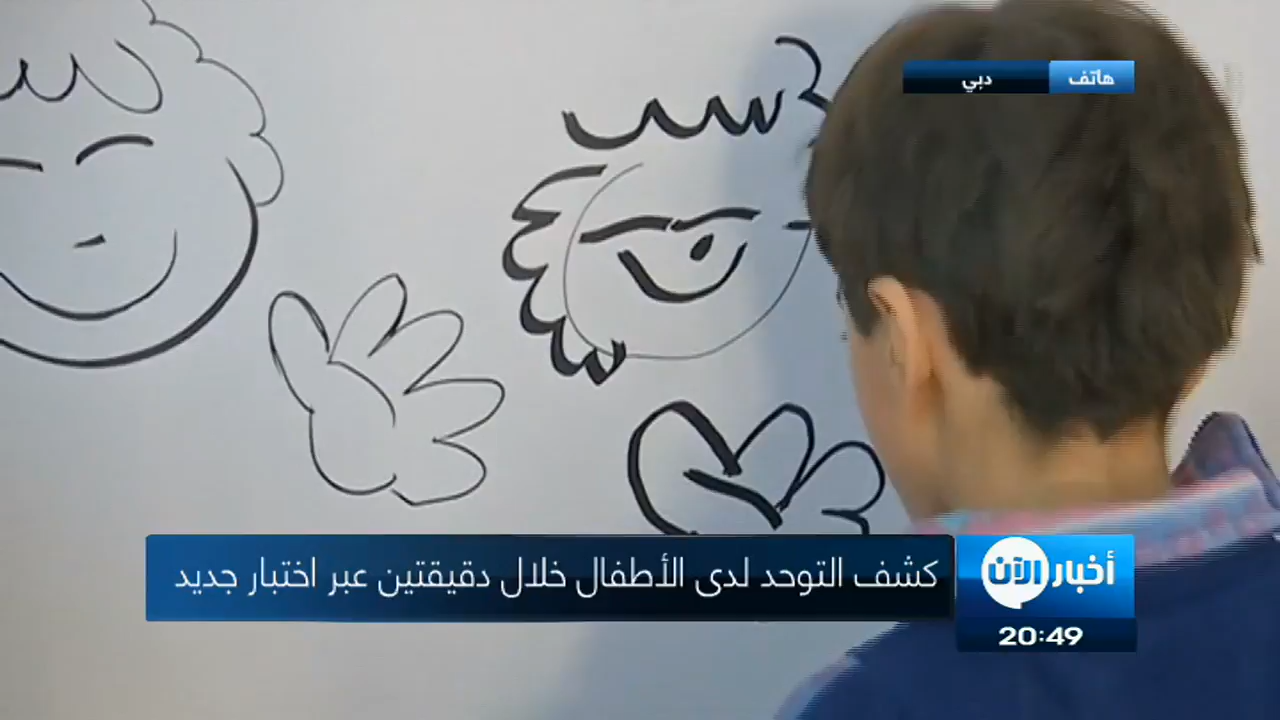 هاتف دبي
كشف التوحد لدى الأطفال خلال دقيقتين عبر اختبار جديد
أخبار الآن
20:49